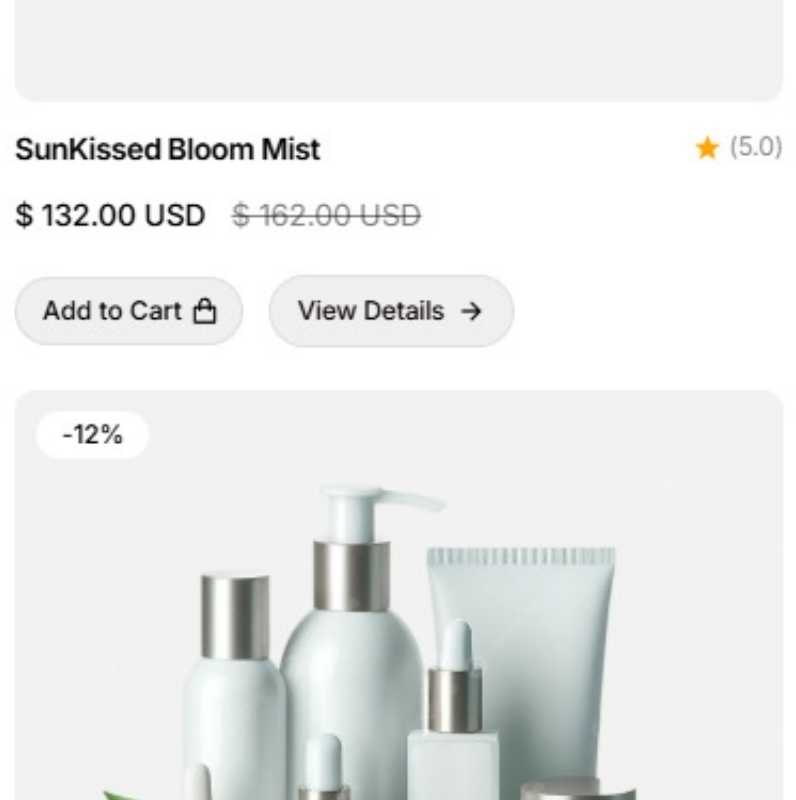 SunKissed Bloom Mist (5.0)
$ 132.00 USD $ 162.00 USD
Add to Cart View Details →
-12%